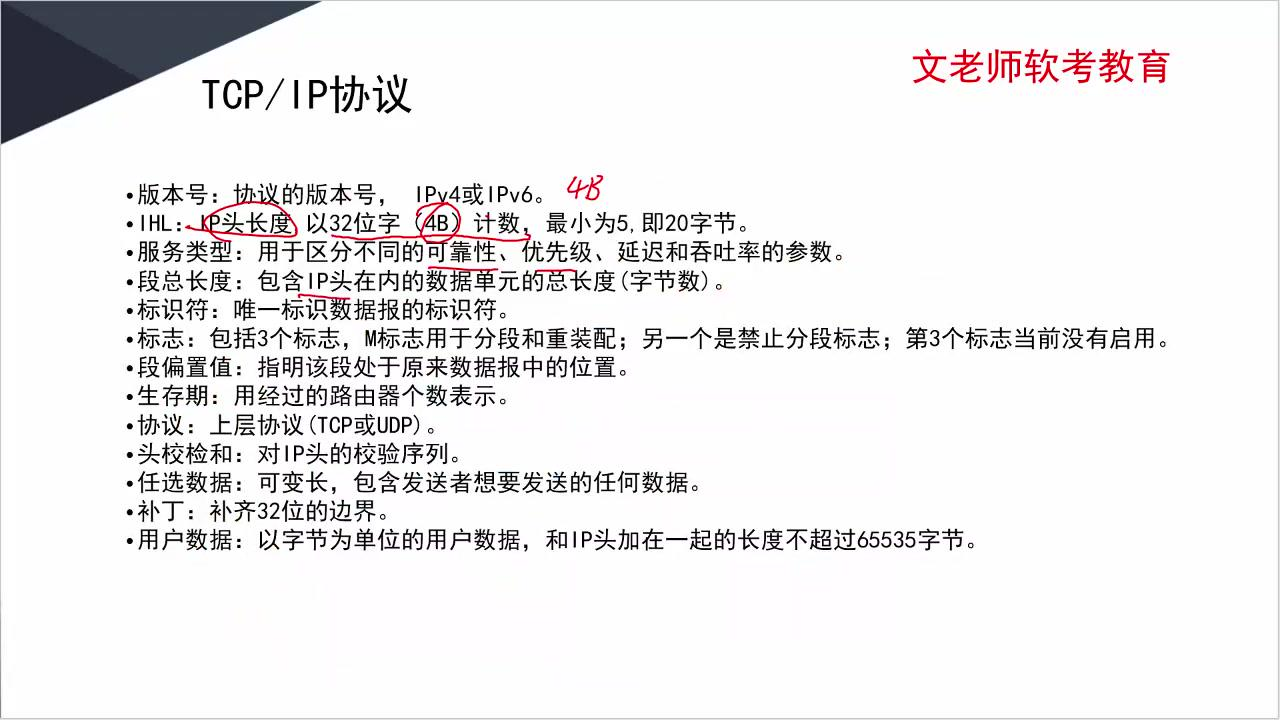 文老师软考教育
TCP/IP协议
•版本号：协议的版本号， IPv4或IPv6。 4B
•IHL：IP头长度 以32位字（4B）计数，最小为5,即20字节。
•服务类型：用于区分不同的可靠性、优先级、延迟和吞吐率的参数。
•段总长度：包含IP头在内的数据单元的总长度(字节数)。
•标识符：唯一标识数据报的标识符。
•标志：包括3个标志，M标志用于分段和重装配；另一个是禁止分段标志；第3个标志当前没有启用。
•段偏置值：指明该段处于原来数据报中的位置。
•生存期：用经过的路由器个数表示。
•协议：上层协议(TCP或UDP)。
•头校检和：对IP头的校验序列。
•任选数据：可变长，包含发送者想要发送的任何数据。
•补丁：补齐32位的边界。
•用户数据：以字节为单位的用户数据，和IP头加在一起的长度不超过65535字节。